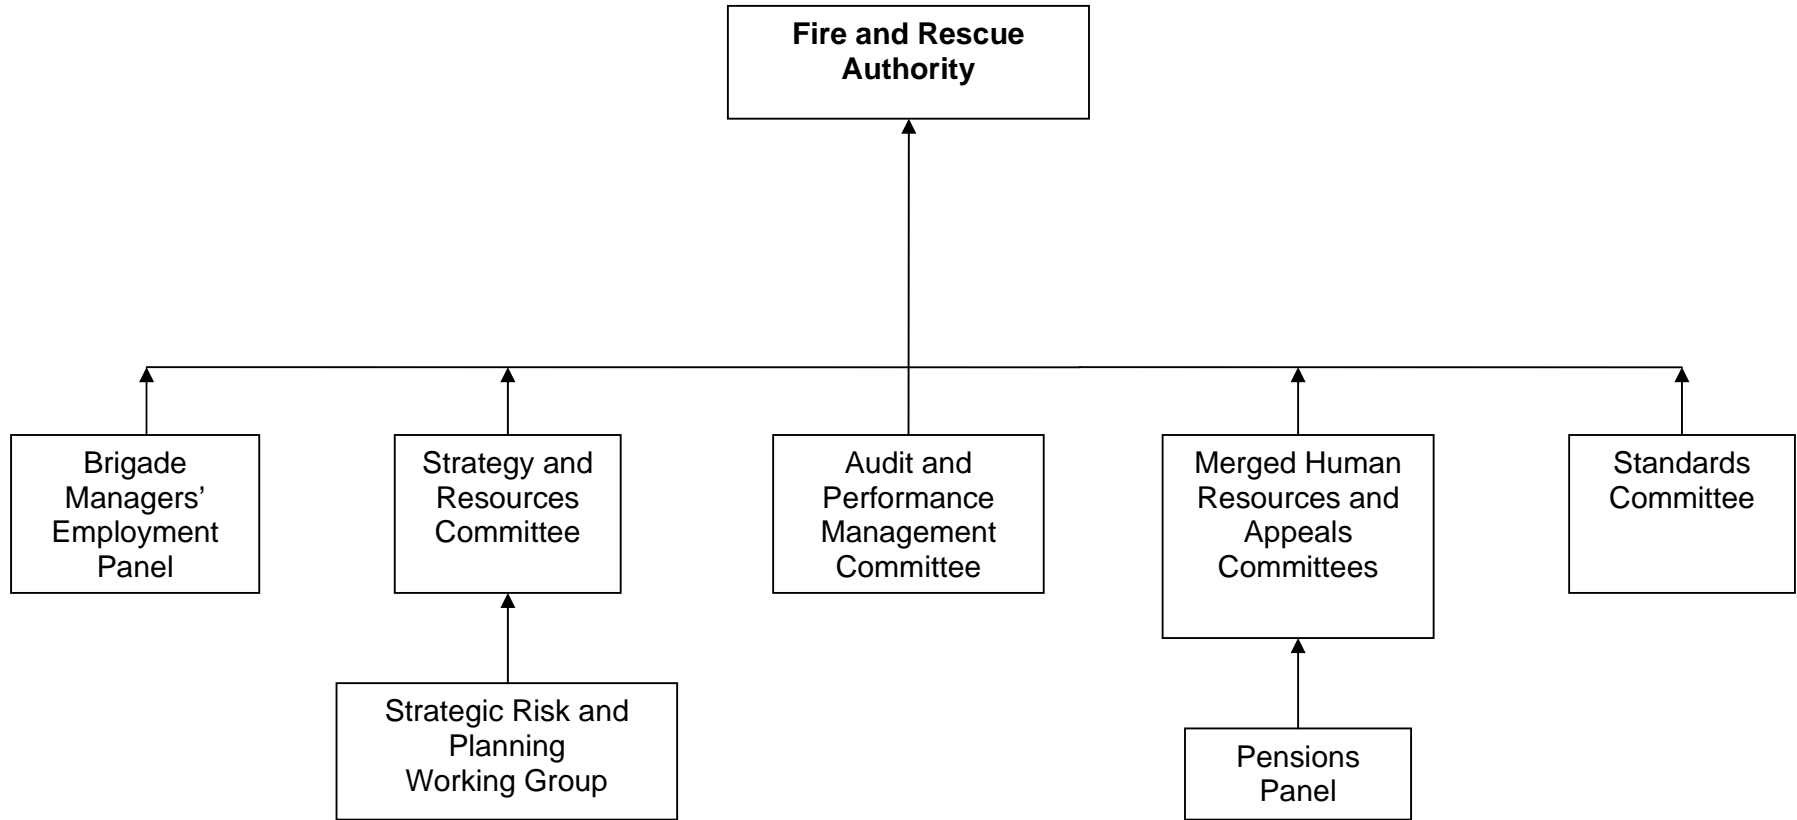 Fire and Rescue
Authority
Brigade
Managers’
Employment
Panel
Strategy and
Resources
Committee
Audit and
Performance
Management
Committee
Merged Human
Resources and
Appeals
Committees
Standards
Committee
Strategic Risk and
Planning
Working Group
Pensions
Panel